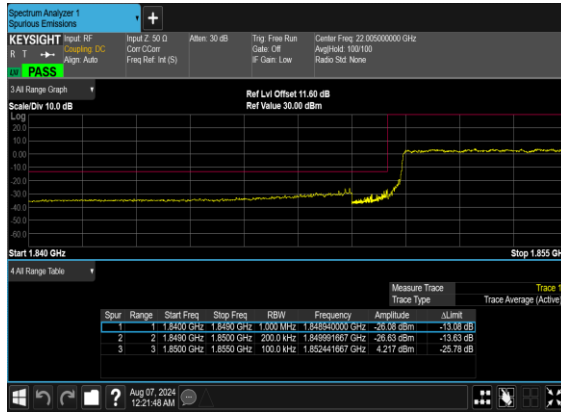 Spectrum Analyzer 1
Spurious Emissions
KEYSIGHT Input: RF Input Z: 50 Ω Atten: 30 dB Trig: Free Run Center Freq: 22.005000000 GHz
R T Coupling: DC Corr CCorr Gate: Off Avg|Hold: 100/100
Align: Auto Freq Ref: Int (S) IF Gain: Low Radio Std: None
PASS
3 All Range Graph
Ref Lvl Offset 11.60 dB
Scale/Div 10.0 dB Ref Value 30.00 dBm
Log
20.0
10.0
0.00
-10.0
-20.0
-30.0
-40.0
-50.0
-60.0
Start 1.840 GHz Stop 1.855 GH
4 All Range Table
Measure Trace Trace 1
Trace Type Trace Average (Active)
Spur Range Start Freq Stop Freq RBW Frequency Amplitude ΔLimit
1 1 1.8400 GHz 1.8490 GHz 1.000 MHz 1.848940000 GHz -26.08 dBm -13.08 dB
2 2 1.8490 GHz 1.8500 GHz 200.0 kHz 1.849991667 GHz -26.63 dBm -13.63 dB
3 3 1.8500 GHz 1.8550 GHz 100.0 kHz 1.852441667 GHz 4.217 dBm -25.78 dB
Aug 07, 2024
12:21:48 AM